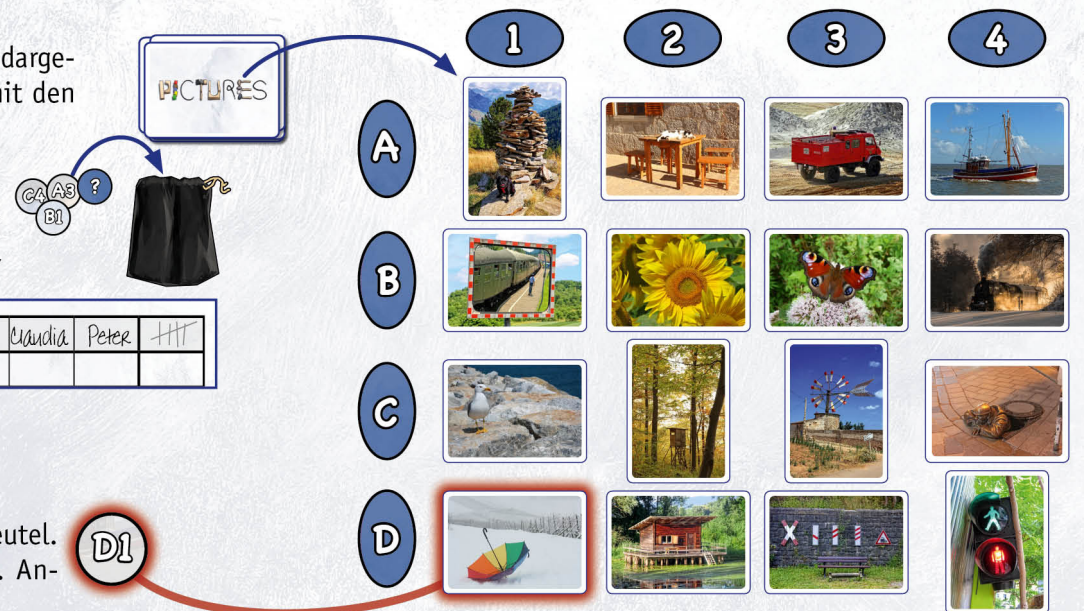 darge-
nit den
PICTURES
1 2 3 4
A
C4 A3 ?
B1
B
Claudia Peter
C
eutel.
. An-
D1
D